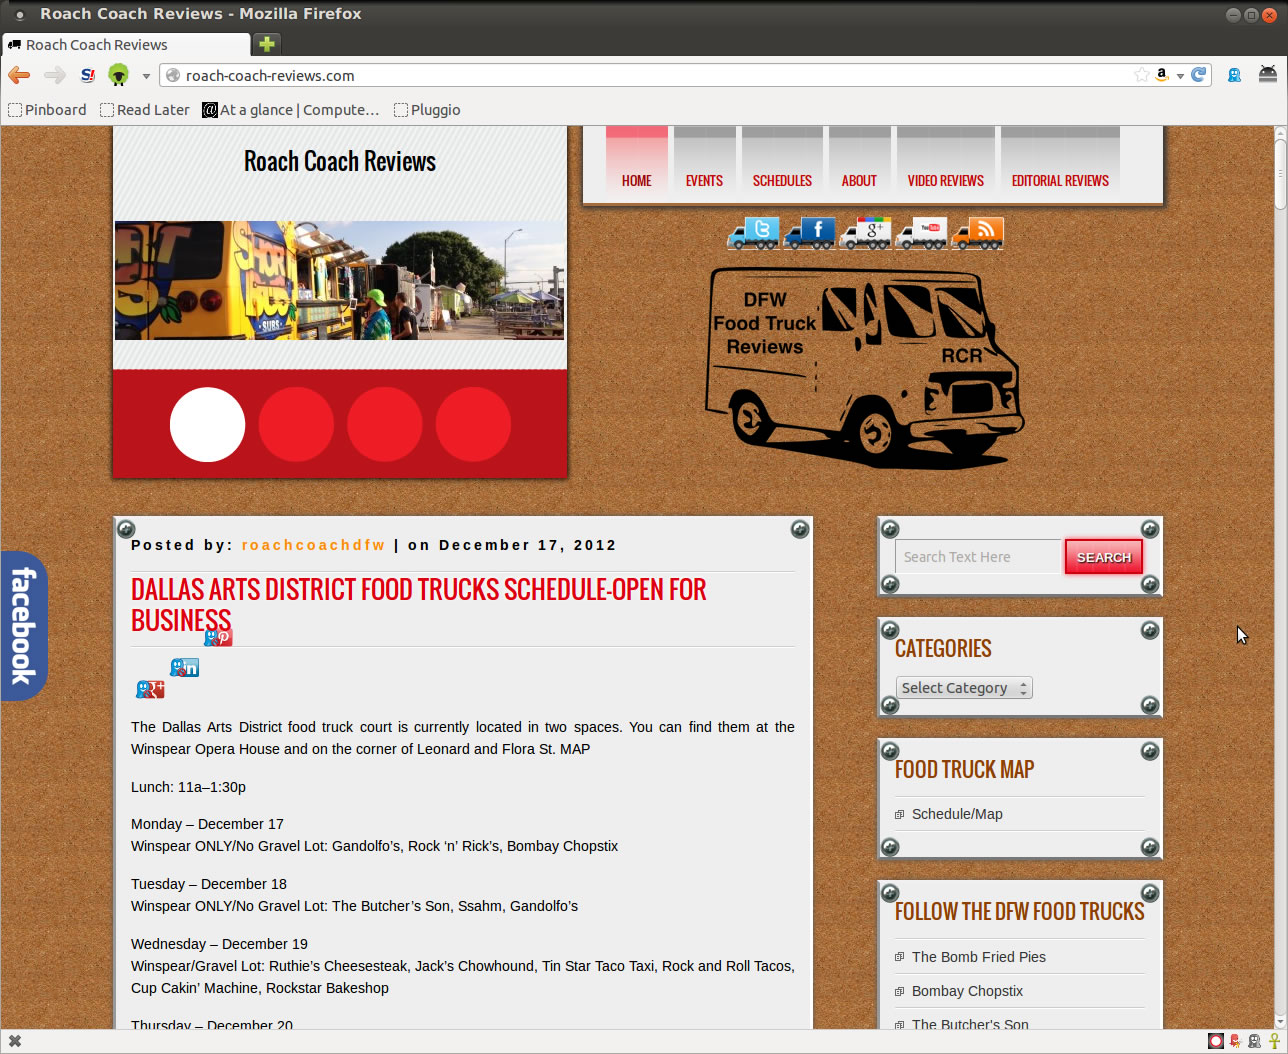 Roach Coach Reviews - Mozilla Firefox
Roach Coach Reviews
S!
roach-coach-reviews.com
a
Pinboard
Read Later
@ At a glance | Compute...
Pluggio
Roach Coach Reviews
HOME
EVENTS
SCHEDULES
ABOUT
VIDEO REVIEWS
EDITORIAL REVIEWS
f
g+
You Tube
SHORT
BUS
SUBS
DFW
Food Truck
Reviews
RCR
facebook
Posted by: roachcoachdfw | on December 17, 2012
DALLAS ARTS DISTRICT FOOD TRUCKS SCHEDULE-OPEN FOR
BUSINESS
in
g+
The Dallas Arts District food truck court is currently located in two spaces. You can find them at the
Winspear Opera House and on the corner of Leonard and Flora St. MAP
Lunch: 11a–1:30p
Monday – December 17
Winspear ONLY/No Gravel Lot: Gandolfo’s, Rock ‘n’ Rick’s, Bombay Chopstix
Tuesday – December 18
Winspear ONLY/No Gravel Lot: The Butcher’s Son, Ssahm, Gandolfo’s
Wednesday – December 19
Winspear/Gravel Lot: Ruthie’s Cheesesteak, Jack’s Chowhound, Tin Star Taco Taxi, Rock and Roll Tacos,
Cup Cakin’ Machine, Rockstar Bakeshop
Thursday – December 20
Search Text Here
SEARCH
CATEGORIES
Select Category
FOOD TRUCK MAP
Schedule/Map
FOLLOW THE DFW FOOD TRUCKS
The Bomb Fried Pies
Bombay Chopstix
The Butcher's Son